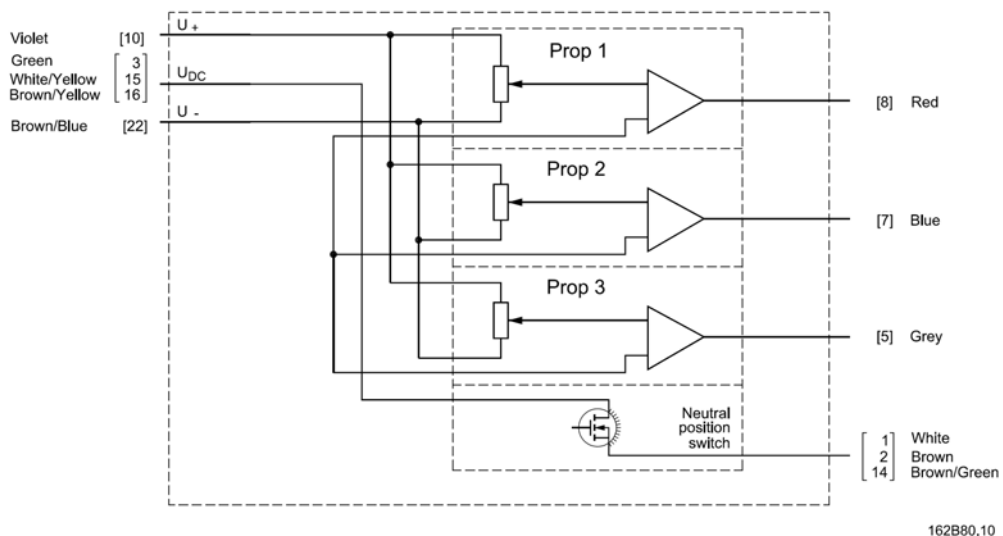 U +
Violet [10]
Green 3
White/Yellow 15
Brown/Yellow 16
UDC
U -
Brown/Blue [22]
Prop 1
[8] Red
Prop 2
[7] Blue
Prop 3
[5] Grey
Neutral
position
switch
1 White
2 Brown
14 Brown/Green
162B80,10